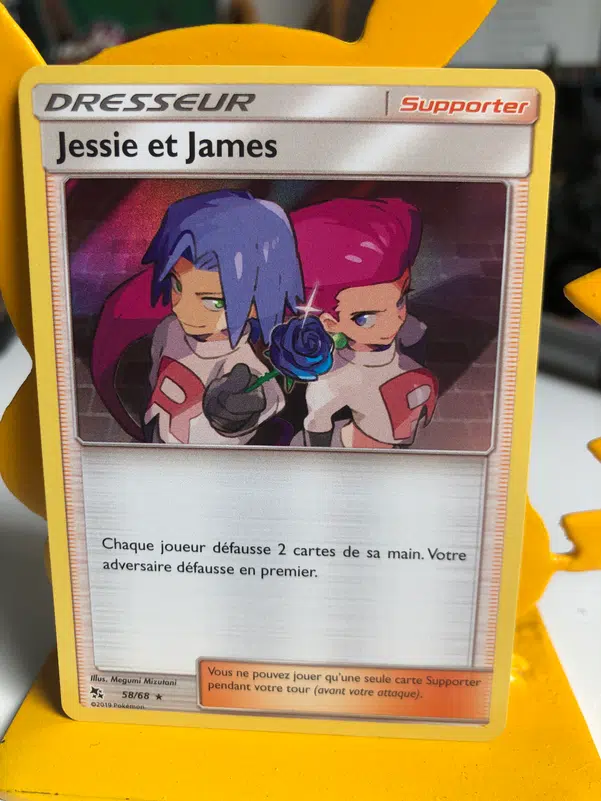 DRESSEUR Supporter
Jessie et James
R R
Chaque joueur défausse 2 cartes de sa main. Votre
adversaire défausse en premier.
Illus. Megumi Mizutani
58/68 ★
©2019 Pokémon
Vous ne pouvez jouer qu'une seule carte Supporter
pendant votre tour (avant votre attaque).